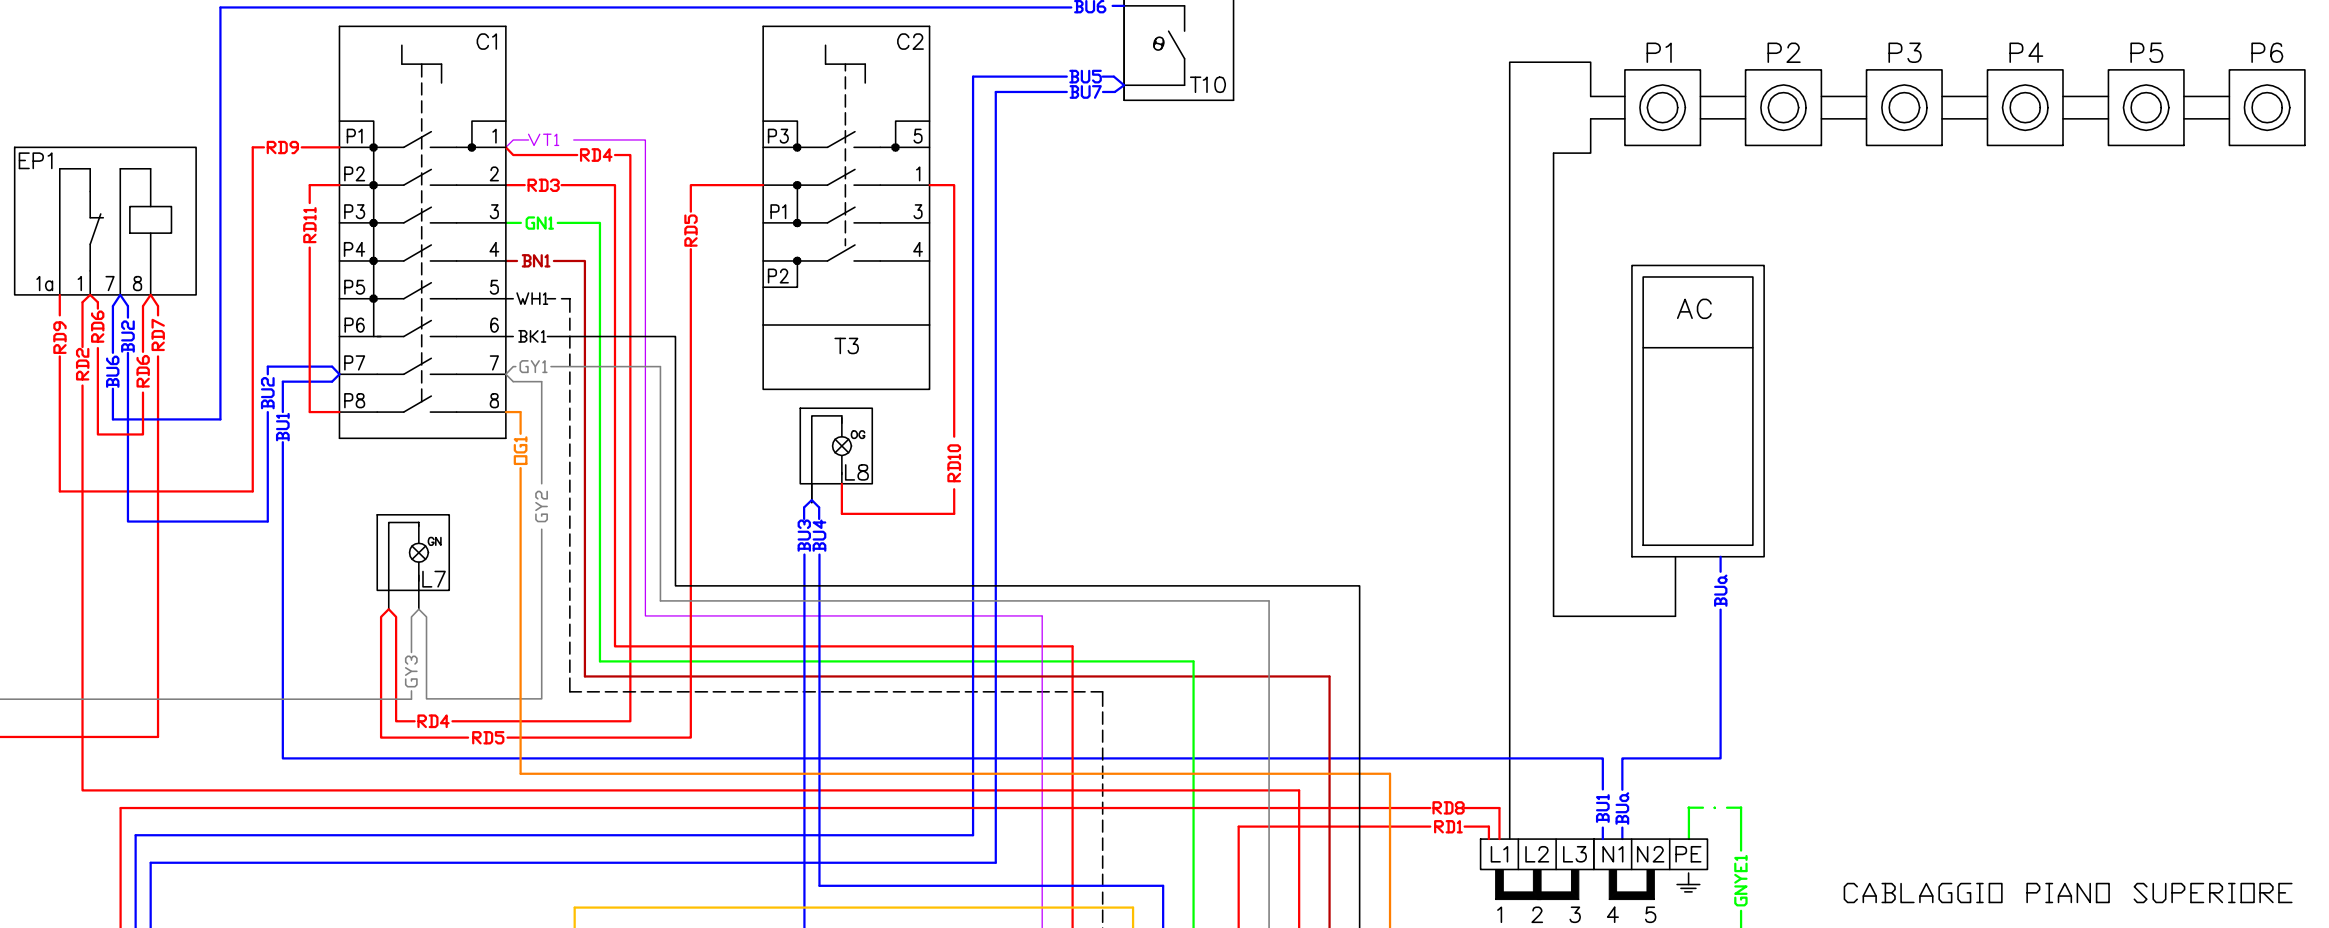 BU6
C1
C2
P1 P2 P3 P4 P5 P6
θ
BU5
BU7
T10
EP1
RD9
P1 1 VT1
RD4
P3 5
P2 2 RD3
1
RD11
P3 3 GN1
RD5
P1 3
P4 4 BN1
4
1a 1 7 8
P5 5 WH1
P2
AC
RD9
RD2
RD6
BU6
BU2
RD6
RD7
P6 6 BK1
T3
P7 7 GY1
BU2
BU1
P8 8
OG1
OG
L8
RD10
GY2
BU3
BU4
GN
L7
BUa
GY3
RD4
RD5
RD8
RD1
BU1
BUa
L1 L2 L3 N1 N2 PE
GNYE1
1 2 3 4 5
CABLAGGIO PIANO SUPERIORE